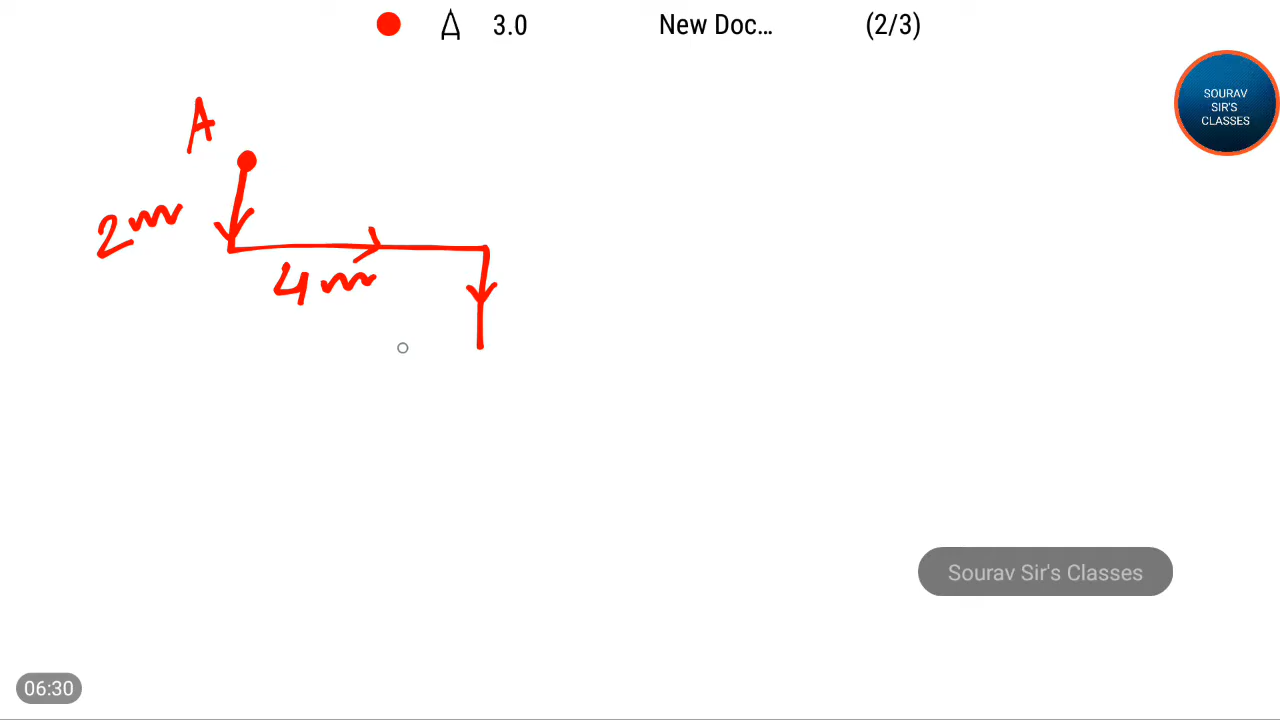 3.0 New Doc... (2/3)
SOURAV
SIR'S
CLASSES
A
2m
4m
Sourav Sir's Classes
06:30